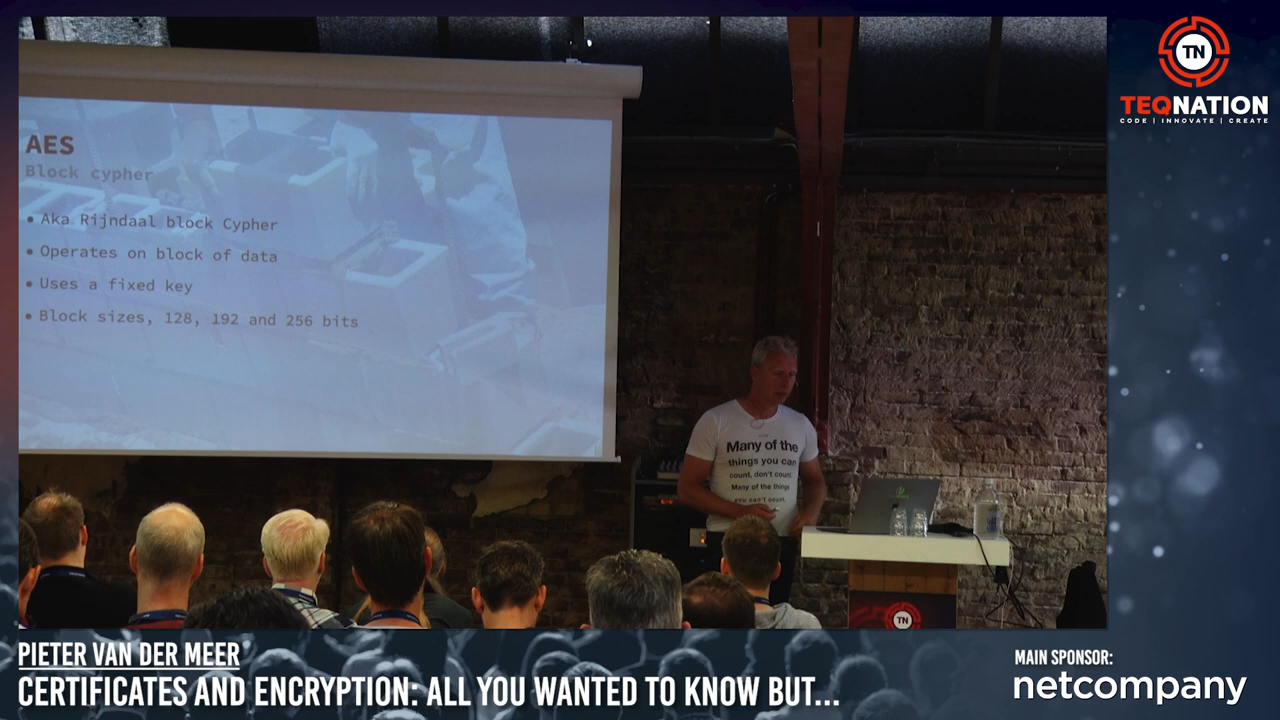 AES
Block cypher
• Aka Rijndaal block Cypher
• Operates on block of data
• Uses a fixed key
• Block sizes, 128, 192 and 256 bits
Many of the
things you can
count, don't count.
Many of the things
you can't count,
TN
TEQNATION
CODE | INNOVATE | CREATE
TN
PIETER VAN DER MEER
CERTIFICATES AND ENCRYPTION: ALL YOU WANTED TO KNOW BUT...
MAIN SPONSOR:
netcompany